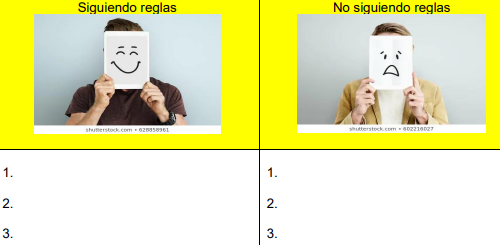 Siguiendo reglas
No siguiendo reglas
shutterstock.com • 628858961
shutterstock.com • 602216027
1.
2.
3.
1.
2.
3.